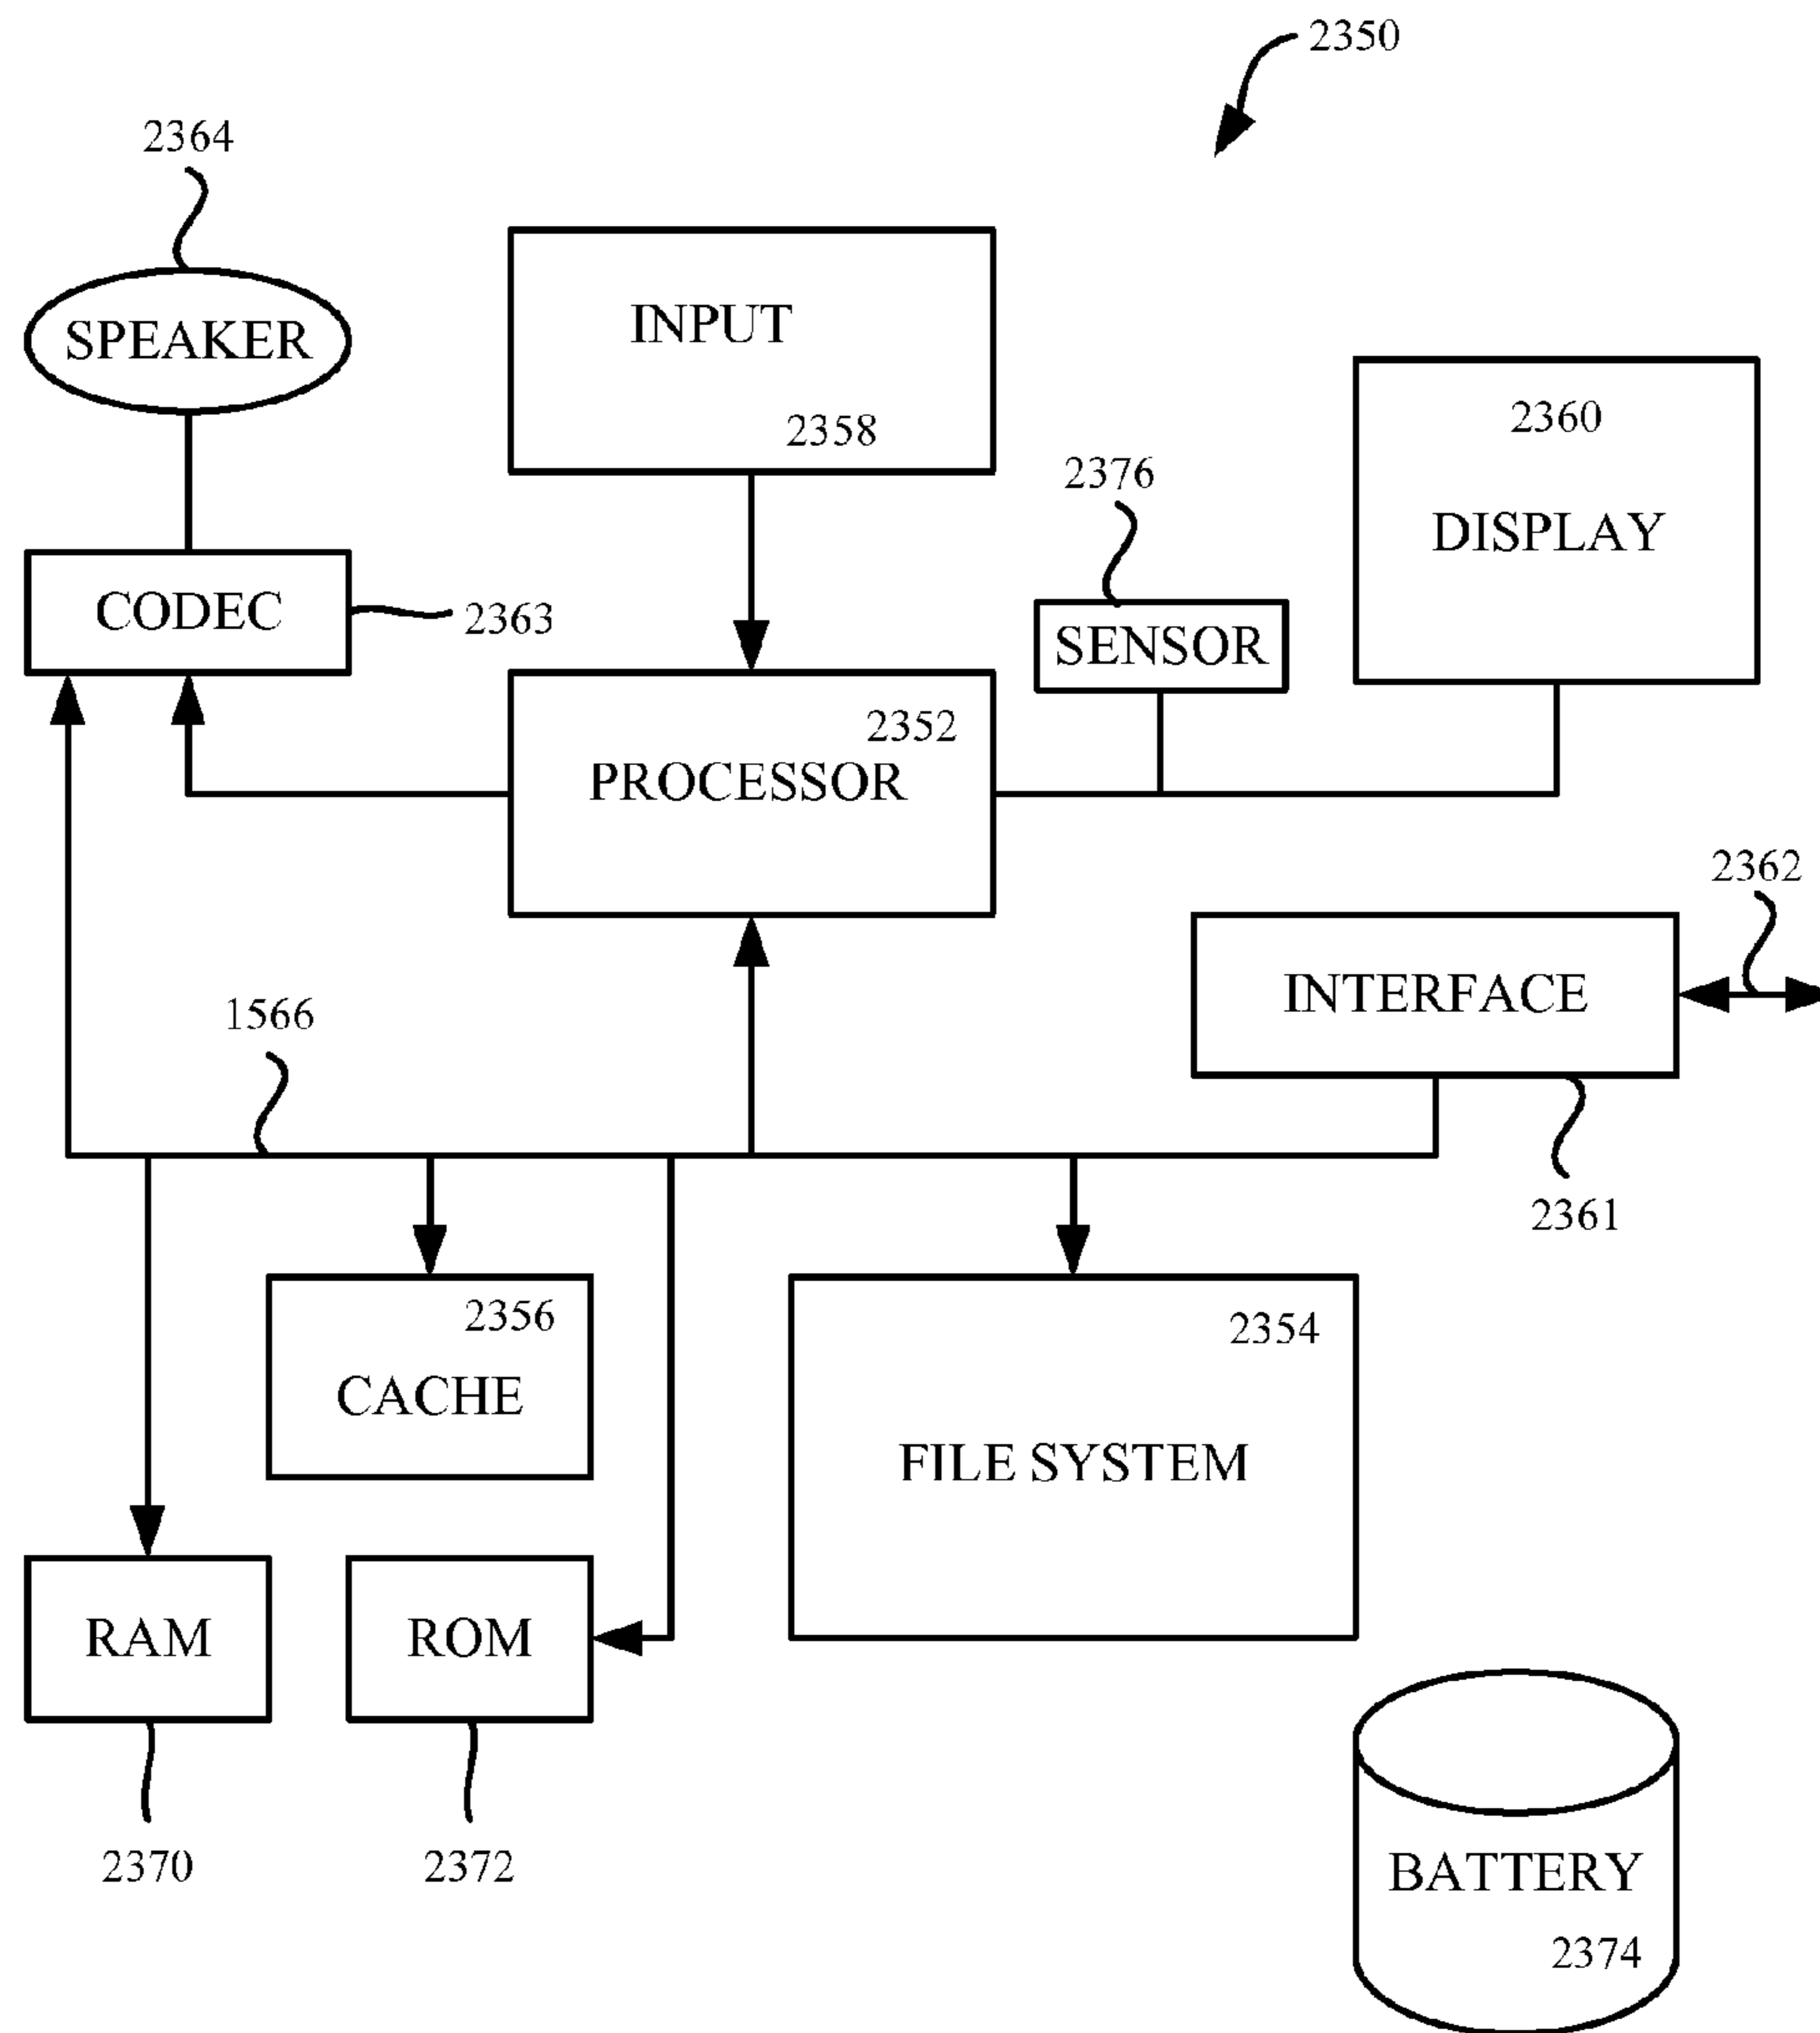 2350
2364
SPEAKER
INPUT
2358
2360
DISPLAY
2376
SENSOR
CODEC
2363
2352
PROCESSOR
2362
INTERFACE
1566
2361
2356
CACHE
2354
FILE SYSTEM
RAM
ROM
2370
2372
BATTERY
2374